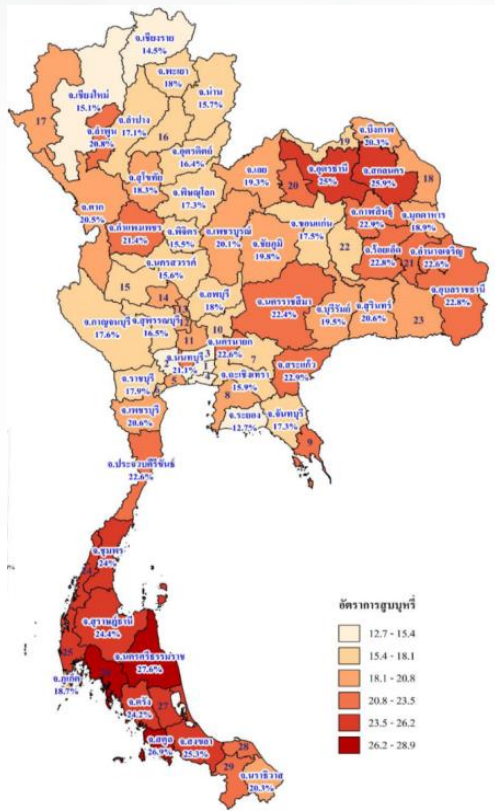 จ.เชียงราย
14.5%
จ.พะเยา
18%
จ.น่าน
15.7%
จ.เชียงใหม่
15.1%
17
จ.ลำพูน
20.8%
จ.ลำปาง
17.1%
16
จ.อุตรดิตถ์
16.4%
จ.สุโขทัย
18.3%
จ.พิษณุโลก
17.3%
จ.ตาก
20.5%
จ.กำแพงเพชร
21.4%
จ.พิจิตร
15.5%
จ.เพชรบูรณ์
20.1%
จ.เลย
19.3%
20
จ.อุดรธานี
25%
19
จ.บึงกาฬ
20.3%
จ.สกลนคร
25.9%
18
จ.กาฬสินธุ์
22.9%
จ.มุกดาหาร
18.9%
จ.ขอนแก่น
17.5%
จ.ชัยภูมิ
19.8%
22
จ.ร้อยเอ็ด
22.8%
21
จ.อำนาจเจริญ
22.6%
จ.อุบลราชธานี
22.8%
จ.นครสวรรค์
15.6%
15
14
จ.ลพบุรี
18%
จ.นครราชสีมา
22.4%
จ.บุรีรัมย์
19.5%
จ.สุรินทร์
20.6%
23
จ.กาญจนบุรี
17.6%
จ.สุพรรณบุรี
16.5%
11
10
จ.นครนายก
22.6%
จ.นนทบุรี
21.1%
3
7
จ.สระแก้ว
22.9%
จ.ราชบุรี
17.9%
5
จ.ฉะเชิงเทรา
15.9%
8
จ.เพชรบุรี
20.6%
จ.ระยอง
12.7%
จ.จันทบุรี
17.3%
9
จ.ประจวบคีรีขันธ์
22.6%
จ.ชุมพร
24%
จ.สุราษฎร์ธานี
24.4%
25
จ.นครศรีธรรมราช
27.6%
จ.ภูเก็ต
18.7%
จ.ตรัง
24.2%
27
จ.สตูล
26.9%
จ.สงขลา
25.3%
28
29
จ.นราธิวาส
20.3%
อัตราการสูบบุหรี่
12.7 - 15.4
15.4 - 18.1
18.1 - 20.8
20.8 - 23.5
23.5 - 26.2
26.2 - 28.9